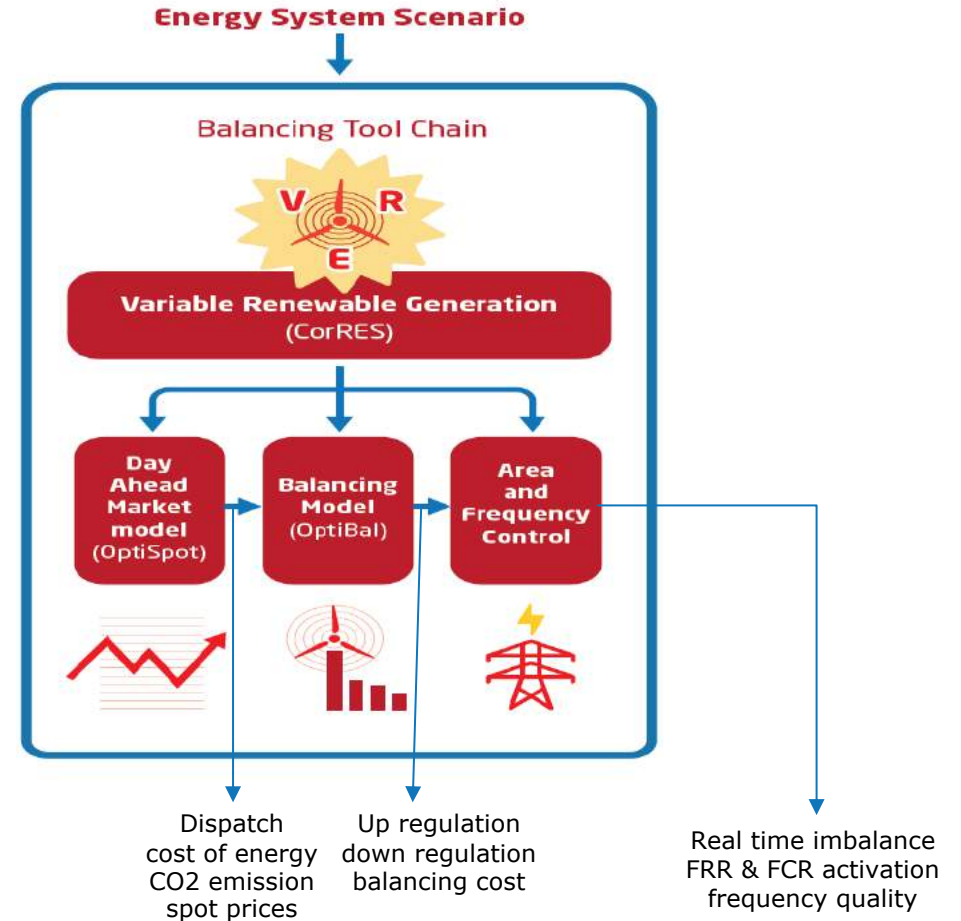 Energy System Scenario
Balancing Tool Chain
V R
E
Variable Renewable Generation
(CorRES)
Day
Ahead
Market
model
(OptiSpot)
Balancing
Model
(OptiBal)
Area
and
Frequency
Control
Dispatch
cost of energy
CO2 emission
spot prices
Up regulation
down regulation
balancing cost
Real time imbalance
FRR & FCR activation
frequency quality